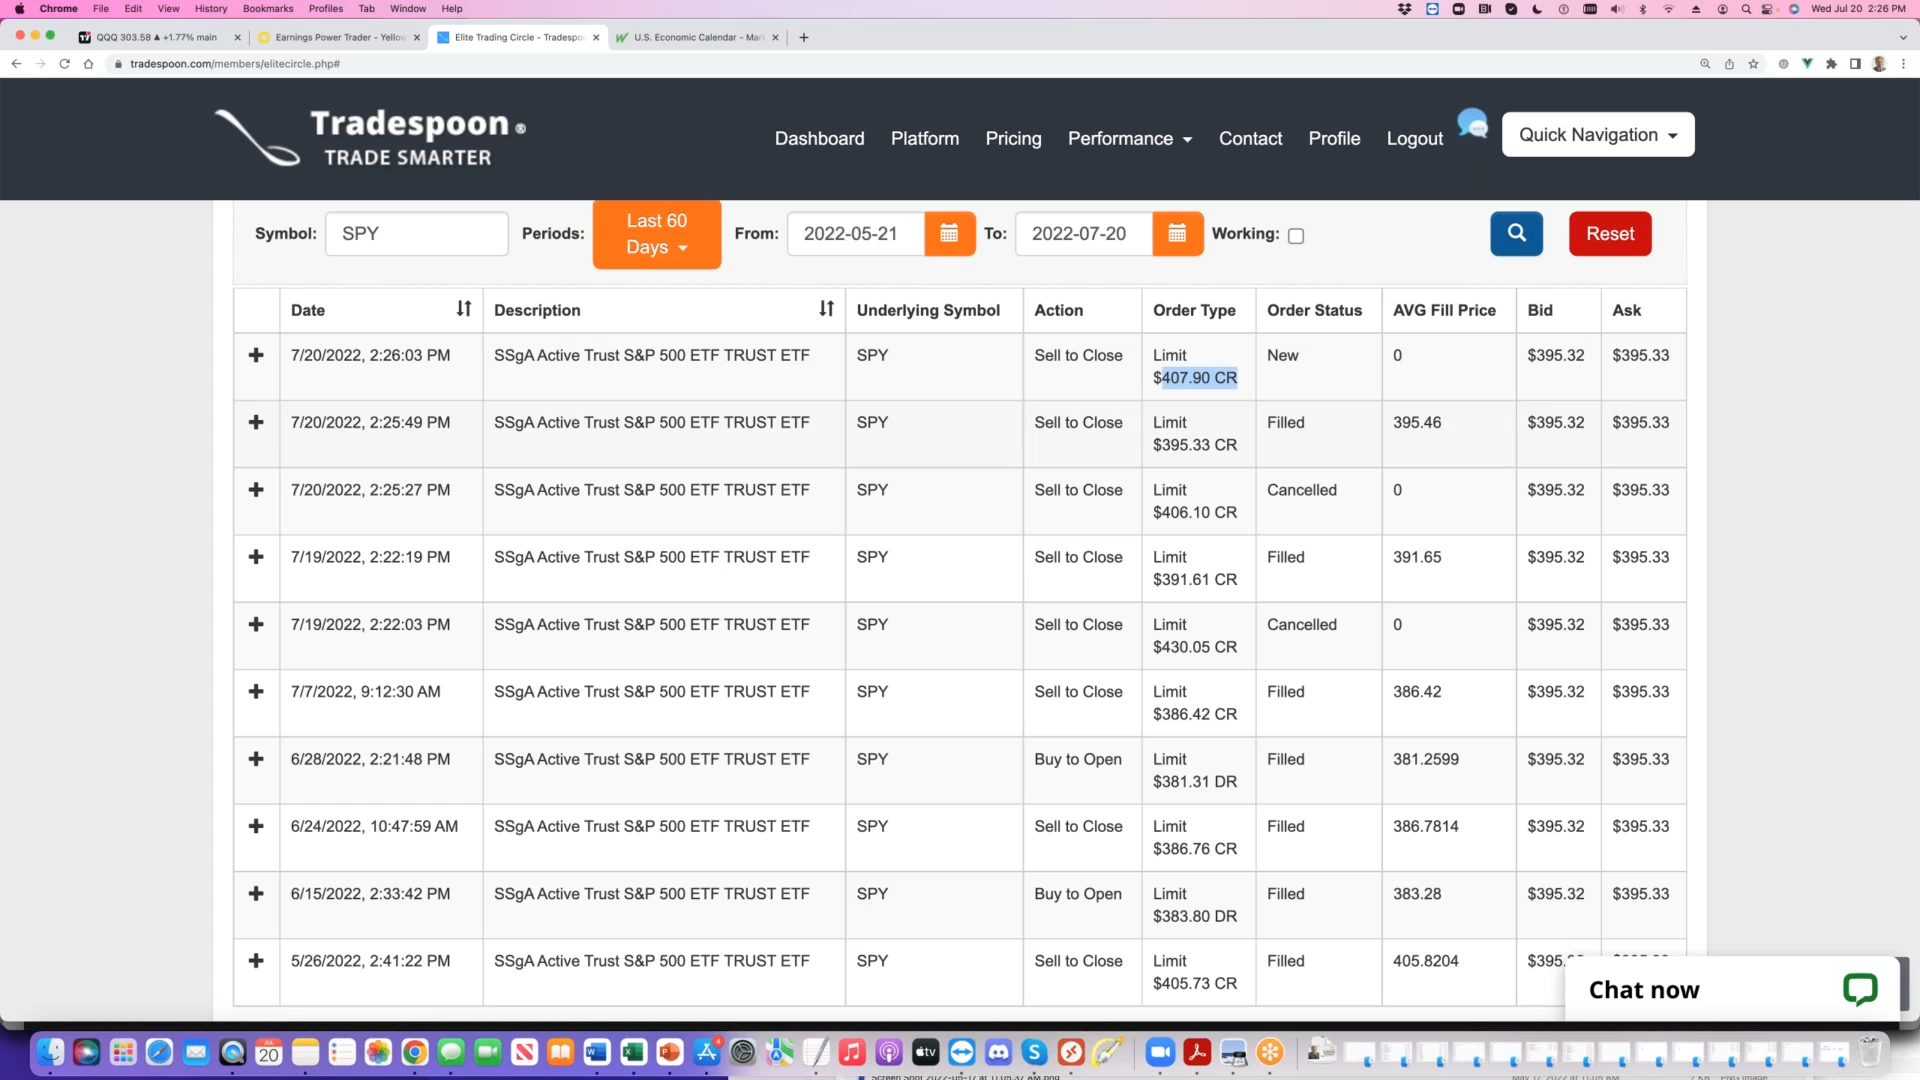 Chrome File Edit View History Bookmarks Profiles Tab Window Help Wed Jul 20 2:26 PM
QQQ 303.58 ▲ +1.77% main Earnings Power Trader - Yellow Elite Trading Circle - Tradespoo U.S. Economic Calendar - Mar
tradespoon.com/members/elitecircle.php#
Tradespoon®
TRADE SMARTER
Dashboard Platform Pricing Performance Contact Profile Logout Quick Navigation
Symbol: SPY Periods: Last 60 Days From: 2022-05-21 To: 2022-07-20 Working: Reset
Date Description Underlying Symbol Action Order Type Order Status AVG Fill Price Bid Ask
7/20/2022, 2:26:03 PM SSgA Active Trust S&P 500 ETF TRUST ETF SPY Sell to Close Limit New 0 $395.32 $395.33
$407.90 CR
7/20/2022, 2:25:49 PM SSgA Active Trust S&P 500 ETF TRUST ETF SPY Sell to Close Limit Filled 395.46 $395.32 $395.33
$395.33 CR
7/20/2022, 2:25:27 PM SSgA Active Trust S&P 500 ETF TRUST ETF SPY Sell to Close Limit Cancelled 0 $395.32 $395.33
$406.10 CR
7/19/2022, 2:22:19 PM SSgA Active Trust S&P 500 ETF TRUST ETF SPY Sell to Close Limit Filled 391.65 $395.32 $395.33
$391.61 CR
7/19/2022, 2:22:03 PM SSgA Active Trust S&P 500 ETF TRUST ETF SPY Sell to Close Limit Cancelled 0 $395.32 $395.33
$430.05 CR
7/7/2022, 9:12:30 AM SSgA Active Trust S&P 500 ETF TRUST ETF SPY Sell to Close Limit Filled 386.42 $395.32 $395.33
$386.42 CR
6/28/2022, 2:21:48 PM SSgA Active Trust S&P 500 ETF TRUST ETF SPY Buy to Open Limit Filled 381.2599 $395.32 $395.33
$381.31 DR
6/24/2022, 10:47:59 AM SSgA Active Trust S&P 500 ETF TRUST ETF SPY Sell to Close Limit Filled 386.7814 $395.32 $395.33
$386.76 CR
6/15/2022, 2:33:42 PM SSgA Active Trust S&P 500 ETF TRUST ETF SPY Buy to Open Limit Filled 383.28 $395.32 $395.33
$383.80 DR
5/26/2022, 2:41:22 PM SSgA Active Trust S&P 500 ETF TRUST ETF SPY Sell to Close Limit Filled 405.8204 $395.
$405.73 CR
Chat now
JUL
20
tv